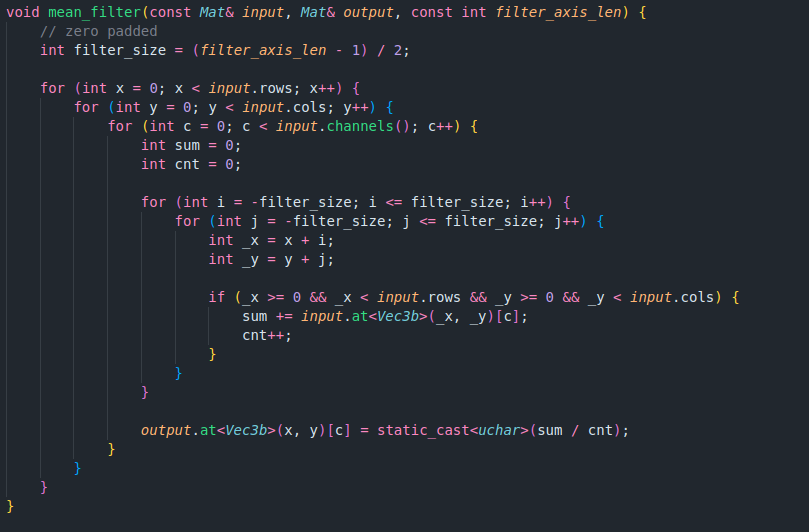 void mean_filter(const Mat& input, Mat& output, const int filter_axis_len) {
    // zero padded
    int filter_size = (filter_axis_len - 1) / 2;

    for (int x = 0; x < input.rows; x++) {
        for (int y = 0; y < input.cols; y++) {
            for (int c = 0; c < input.channels(); c++) {
                int sum = 0;
                int cnt = 0;

                for (int i = -filter_size; i <= filter_size; i++) {
                    for (int j = -filter_size; j <= filter_size; j++) {
                        int _x = x + i;
                        int _y = y + j;

                        if (_x >= 0 && _x < input.rows && _y >= 0 && _y < input.cols) {
                            sum += input.at<Vec3b>(_x, _y)[c];
                            cnt++;
                        }
                    }
                }

                output.at<Vec3b>(x, y)[c] = static_cast<uchar>(sum / cnt);
            }
        }
    }
}